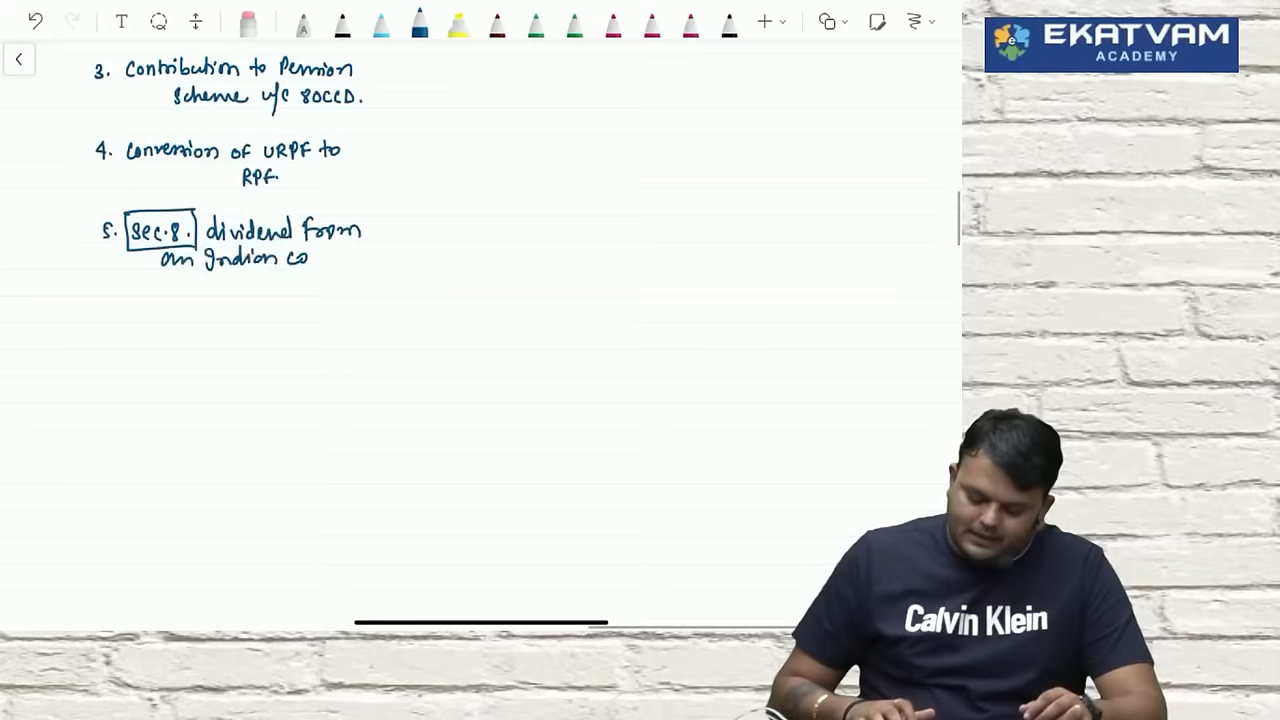 3. Contribution to Pension
Scheme u/c 80CCD.
4. Conversion of URPF to
RPF.
5. Sec.8. dividend from
an Indian co
EKATVAM
ACADEMY
Calvin Klein